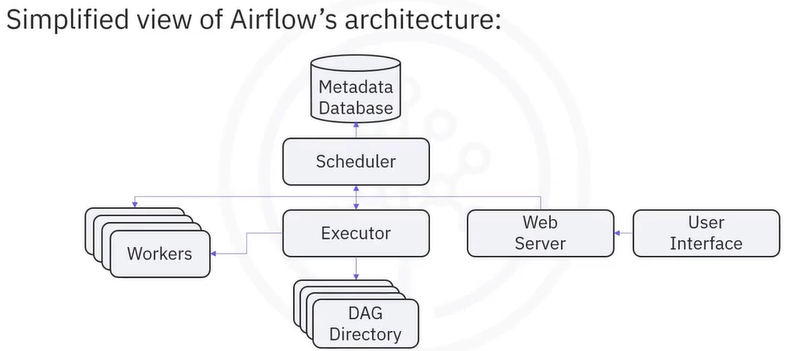 Simplified view of Airflow’s architecture:
Metadata
Database
Scheduler
Workers
Executor
Web
Server
User
Interface
DAG
Directory